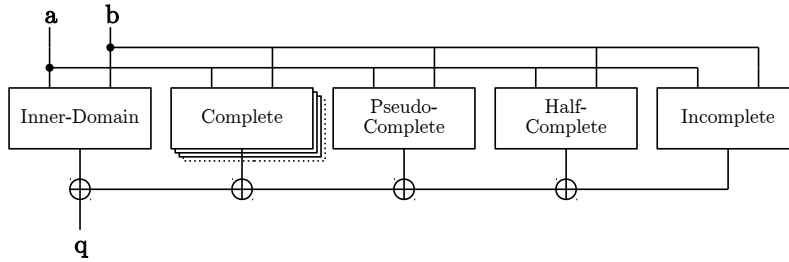 a b
Inner-Domain
Complete
Pseudo-
Complete
Half-
Complete
Incomplete
q